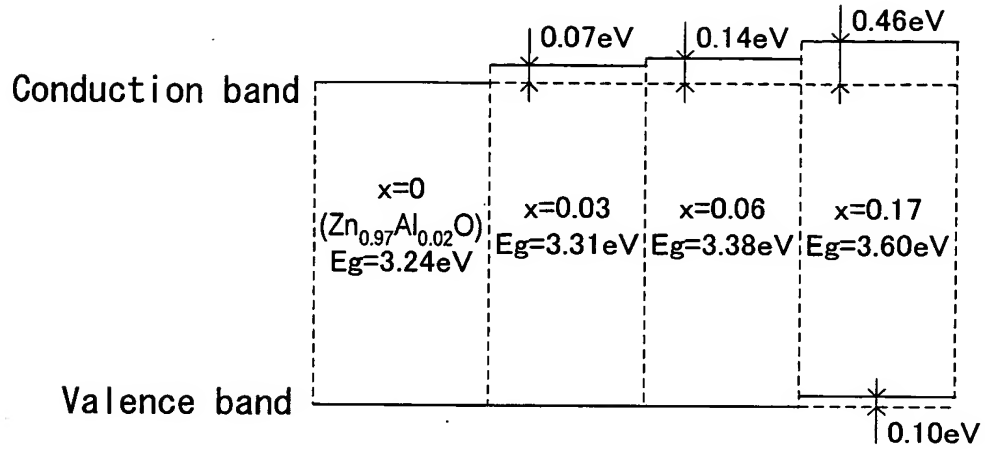 0.07eV
0.14eV
0.46eV
Conduction band
x=0
(Zn₀.₉₇Al₀.₀₂O)
Eg=3.24eV
x=0.03
Eg=3.31eV
x=0.06
Eg=3.38eV
x=0.17
Eg=3.60eV
Valence band
0.10eV